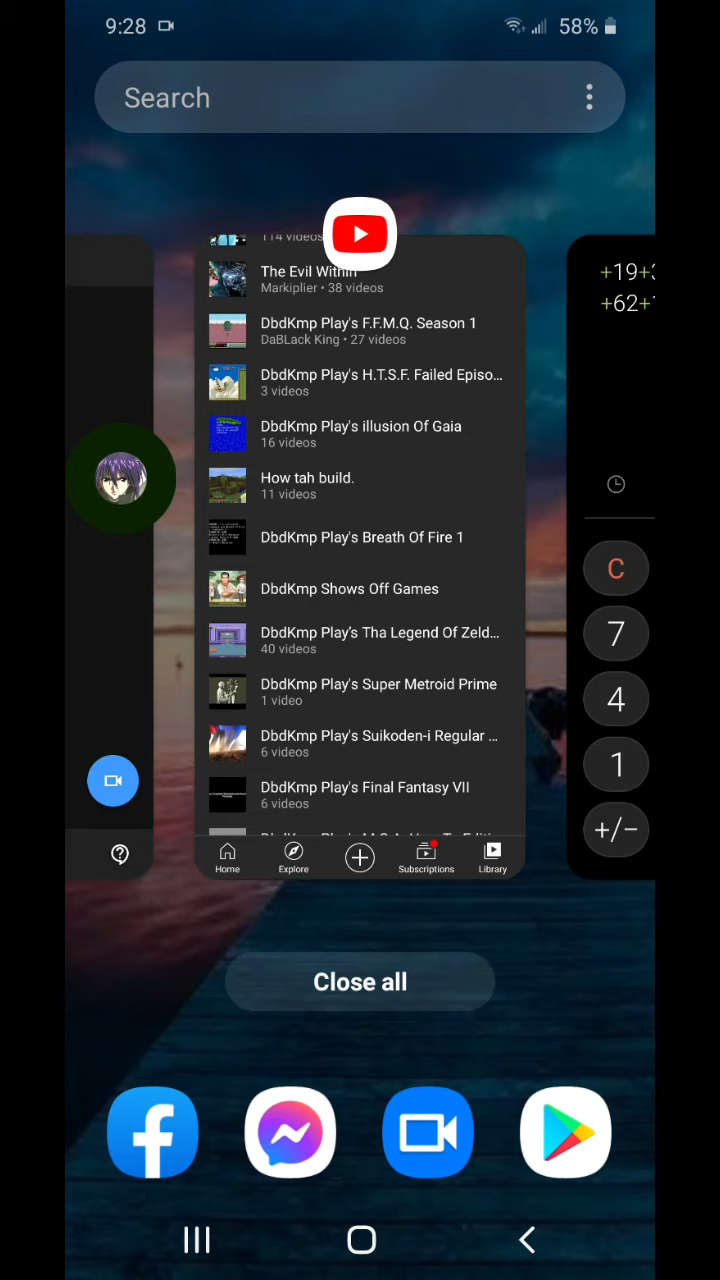 9:28
58%
Search
114 videos
The Evil Within
Markiplier • 38 videos
DbdKmp Play's F.F.M.Q. Season 1
DaBLack King • 27 videos
DbdKmp Play's H.T.S.F. Failed Episo...
3 videos
DbdKmp Play's illusion Of Gaia
16 videos
How tah build.
11 videos
DbdKmp Play's Breath Of Fire 1
DbdKmp Shows Off Games
DbdKmp Play's Tha Legend Of Zeld...
40 videos
DbdKmp Play's Super Metroid Prime
1 video
DbdKmp Play's Suikoden-i Regular ...
6 videos
DbdKmp Play's Final Fantasy VII
6 videos
Home
Explore
Subscriptions
Library
+19+
+62+
C
7
4
1
+/−
Close all